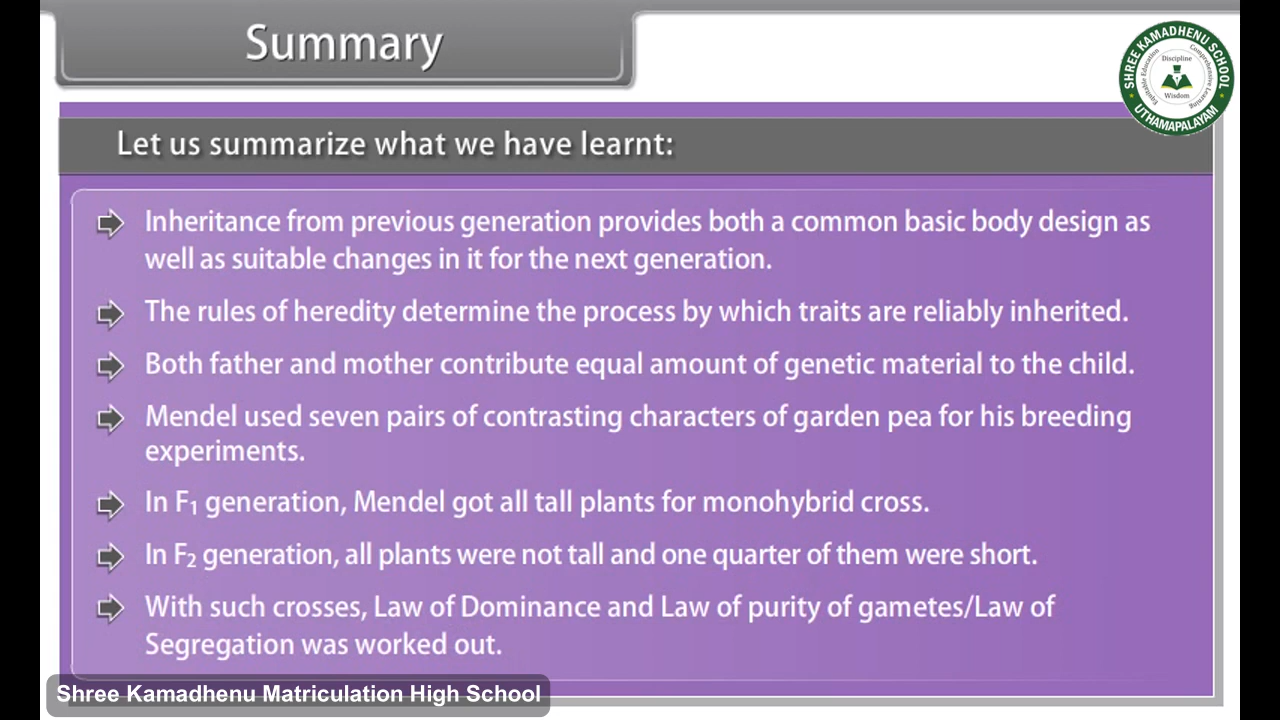 Summary
SHREE KAMADHENU SCHOOL
Equitable Education
Discipline
Comprehensive Learning
Wisdom
UTHAMAPALAYAM
Let us summarize what we have learnt:
Inheritance from previous generation provides both a common basic body design as
well as suitable changes in it for the next generation.
The rules of heredity determine the process by which traits are reliably inherited.
Both father and mother contribute equal amount of genetic material to the child.
Mendel used seven pairs of contrasting characters of garden pea for his breeding
experiments.
In F₁ generation, Mendel got all tall plants for monohybrid cross.
In F₂ generation, all plants were not tall and one quarter of them were short.
With such crosses, Law of Dominance and Law of purity of gametes/Law of
Segregation was worked out.
Shree Kamadhenu Matriculation High School